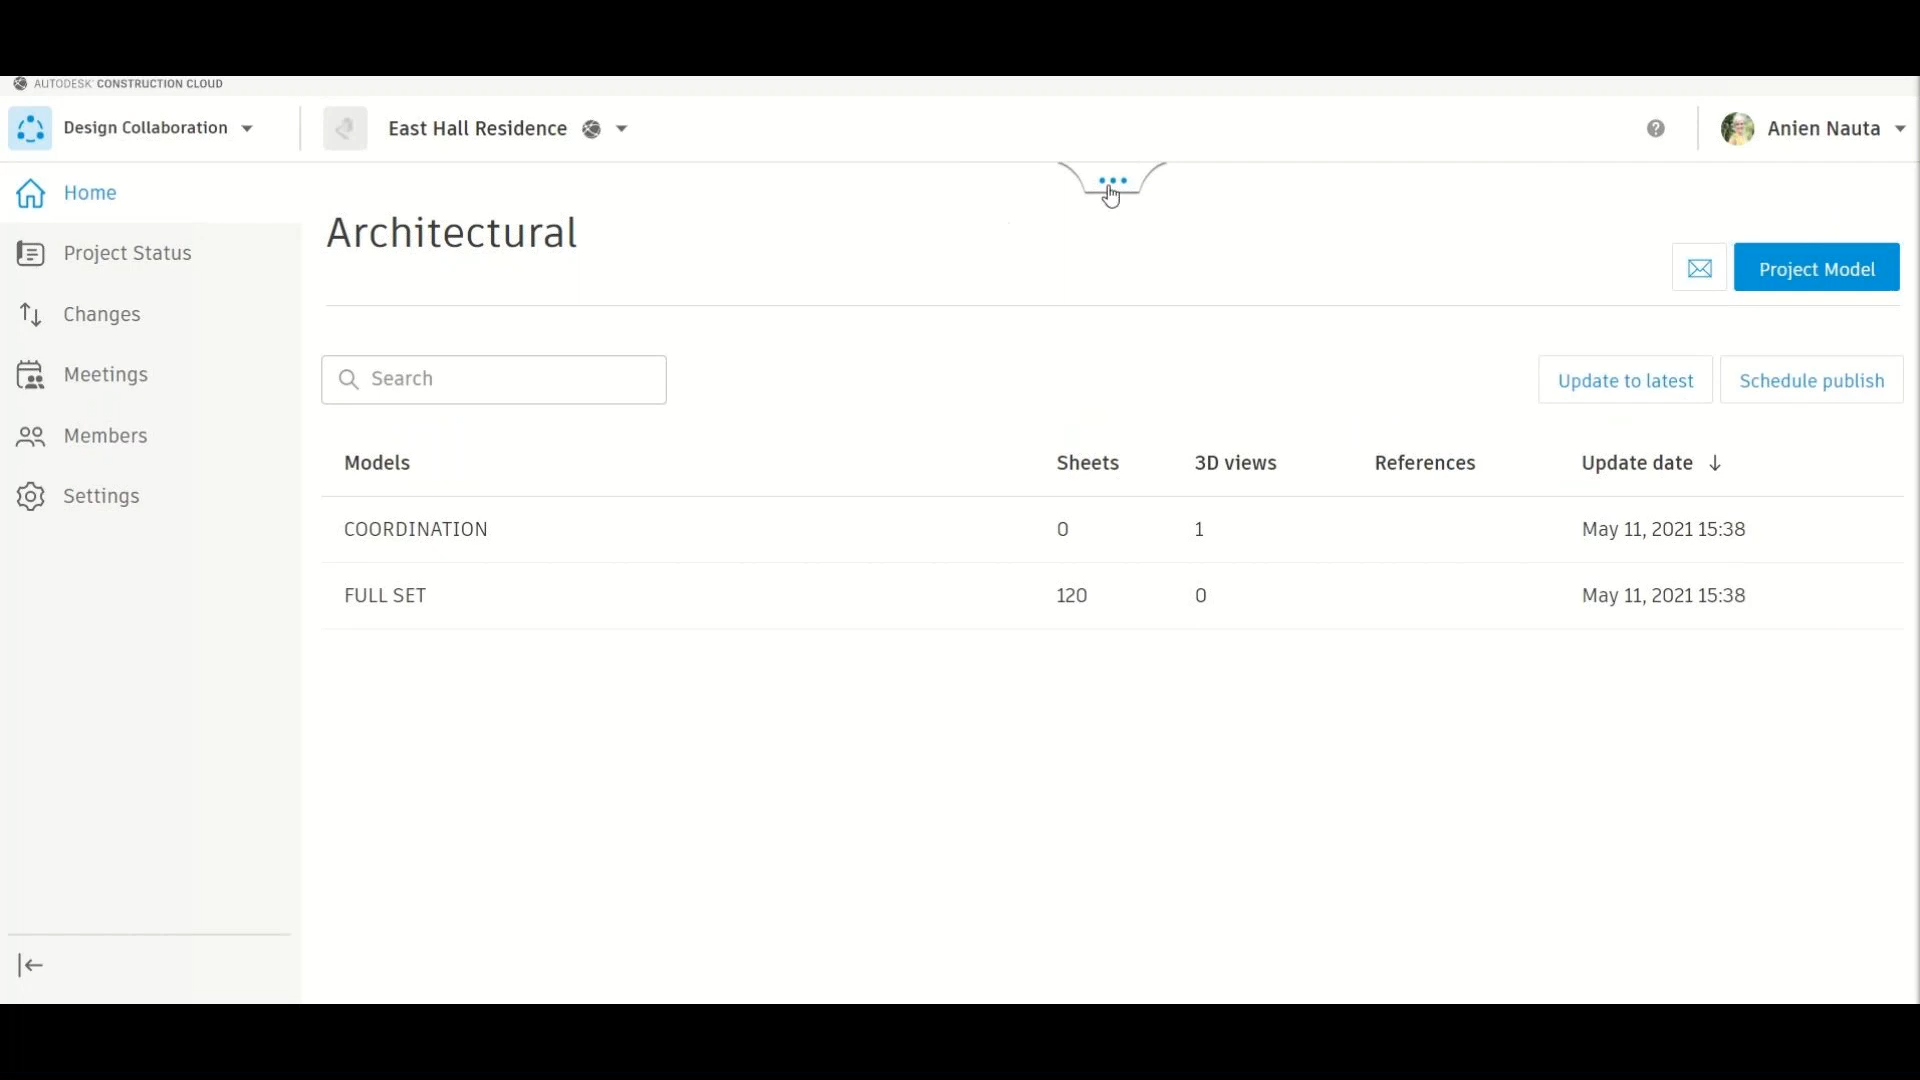 AUTODESK® CONSTRUCTION CLOUD
Design Collaboration
East Hall Residence
Anien Nauta
Home
Project Status
Changes
Meetings
Members
Settings
Architectural
Project Model
Search
Update to latest
Schedule publish
Models Sheets 3D views References Update date
COORDINATION 0 1 May 11, 2021 15:38
FULL SET 120 0 May 11, 2021 15:38